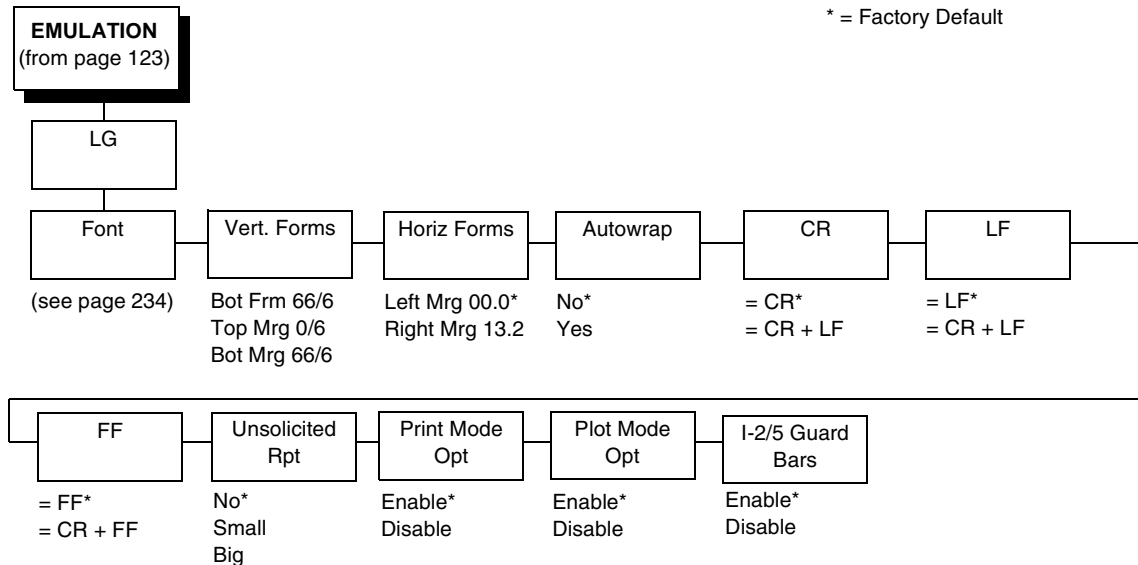 * = Factory Default
EMULATION
(from page 123)
LG
Font
(see page 234)
Vert. Forms
Bot Frm 66/6
Top Mrg 0/6
Bot Mrg 66/6
Horiz Forms
Left Mrg 00.0*
Right Mrg 13.2
Autowrap
No*
Yes
CR
= CR*
= CR + LF
LF
= LF*
= CR + LF
FF
= FF*
= CR + FF
Unsolicited
Rpt
No*
Small
Big
Print Mode
Opt
Enable*
Disable
Plot Mode
Opt
Enable*
Disable
I-2/5 Guard
Bars
Enable*
Disable